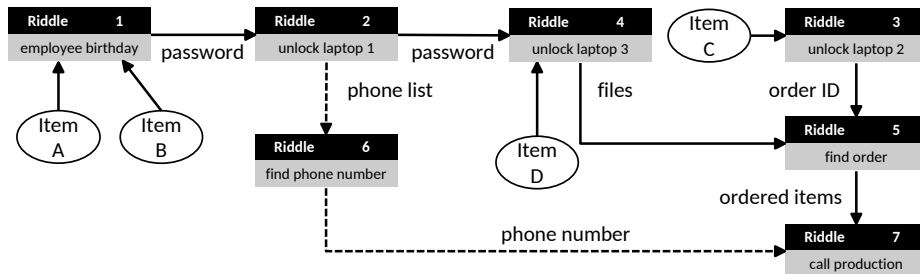 Riddle 1
employee birthday
password
Riddle 2
unlock laptop 1
password
Riddle 4
unlock laptop 3
Item
C
Riddle 3
unlock laptop 2
phone list
files
order ID
Item
A
Item
B
Riddle 6
find phone number
Item
D
Riddle 5
find order
ordered items
phone number
Riddle 7
call production